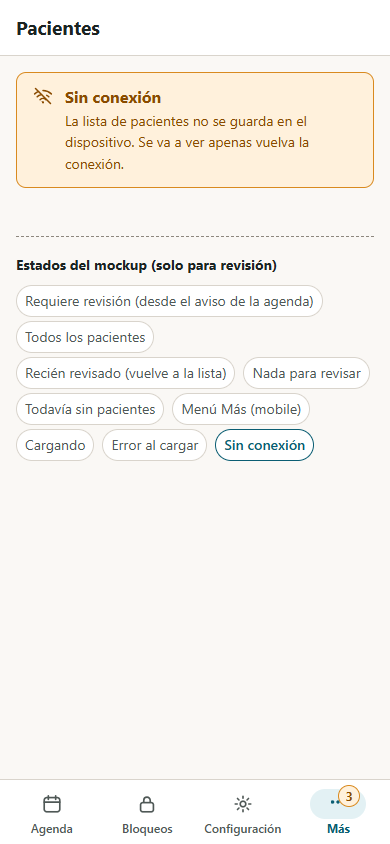 Pacientes
Sin conexión
La lista de pacientes no se guarda en el
dispositivo. Se va a ver apenas vuelva la
conexión.
Estados del mockup (solo para revisión)
Requiere revisión (desde el aviso de la agenda)
Todos los pacientes
Recién revisado (vuelve a la lista) Nada para revisar
Todavía sin pacientes Menú Más (mobile)
Cargando Error al cargar Sin conexión
3
Agenda Bloqueos Configuración Más